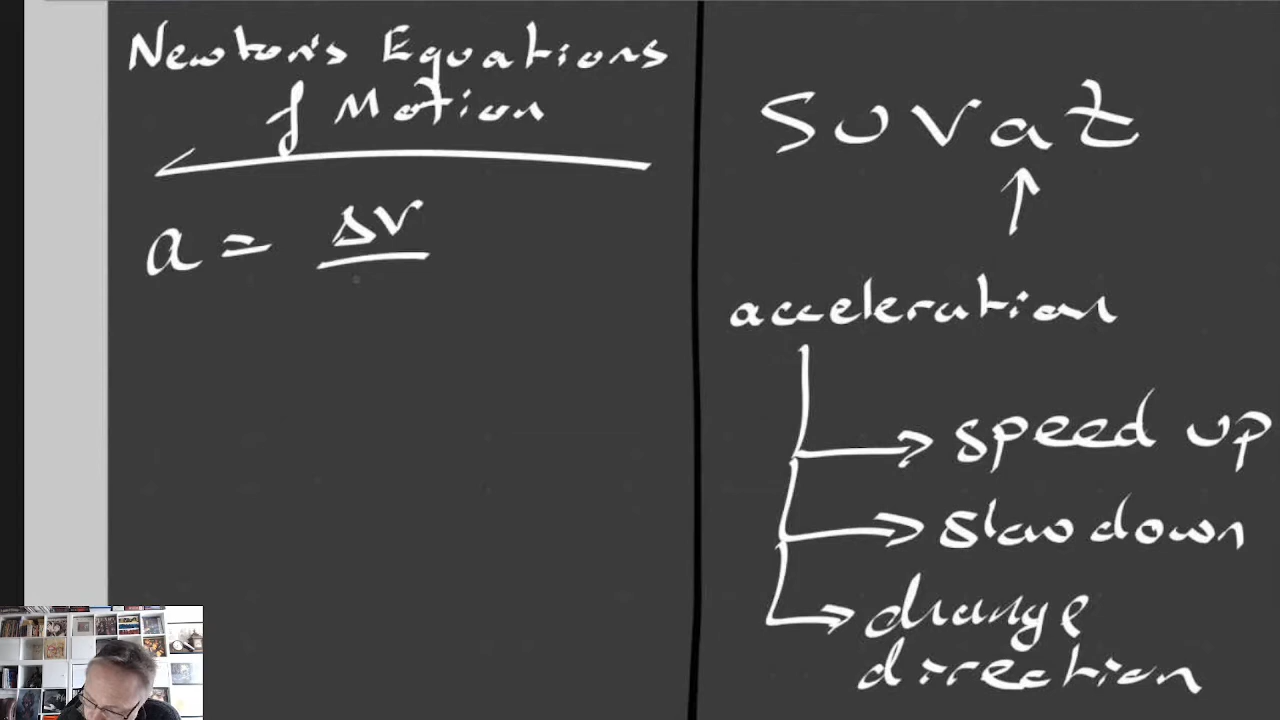 Newton's Equations
of Motion
a = Δv
suvat
↑
acceleration
→ speed up
→ slow down
→ change
direction